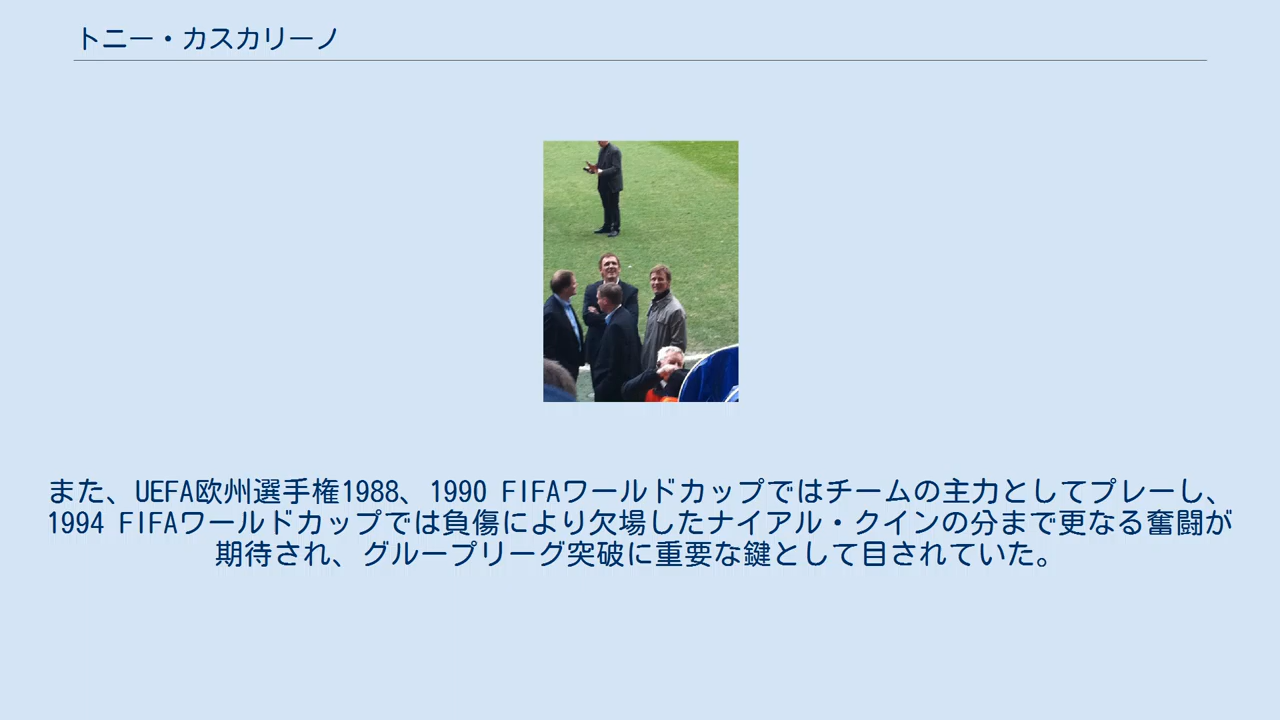 トニー・カスカリーノ
また、UEFA欧州選手権1988、1990 FIFAワールドカップではチームの主力としてプレーし、
1994 FIFAワールドカップでは負傷により欠場したナイアル・クインの分まで更なる奮闘が
期待され、グループリーグ突破に重要な鍵として目されていた。